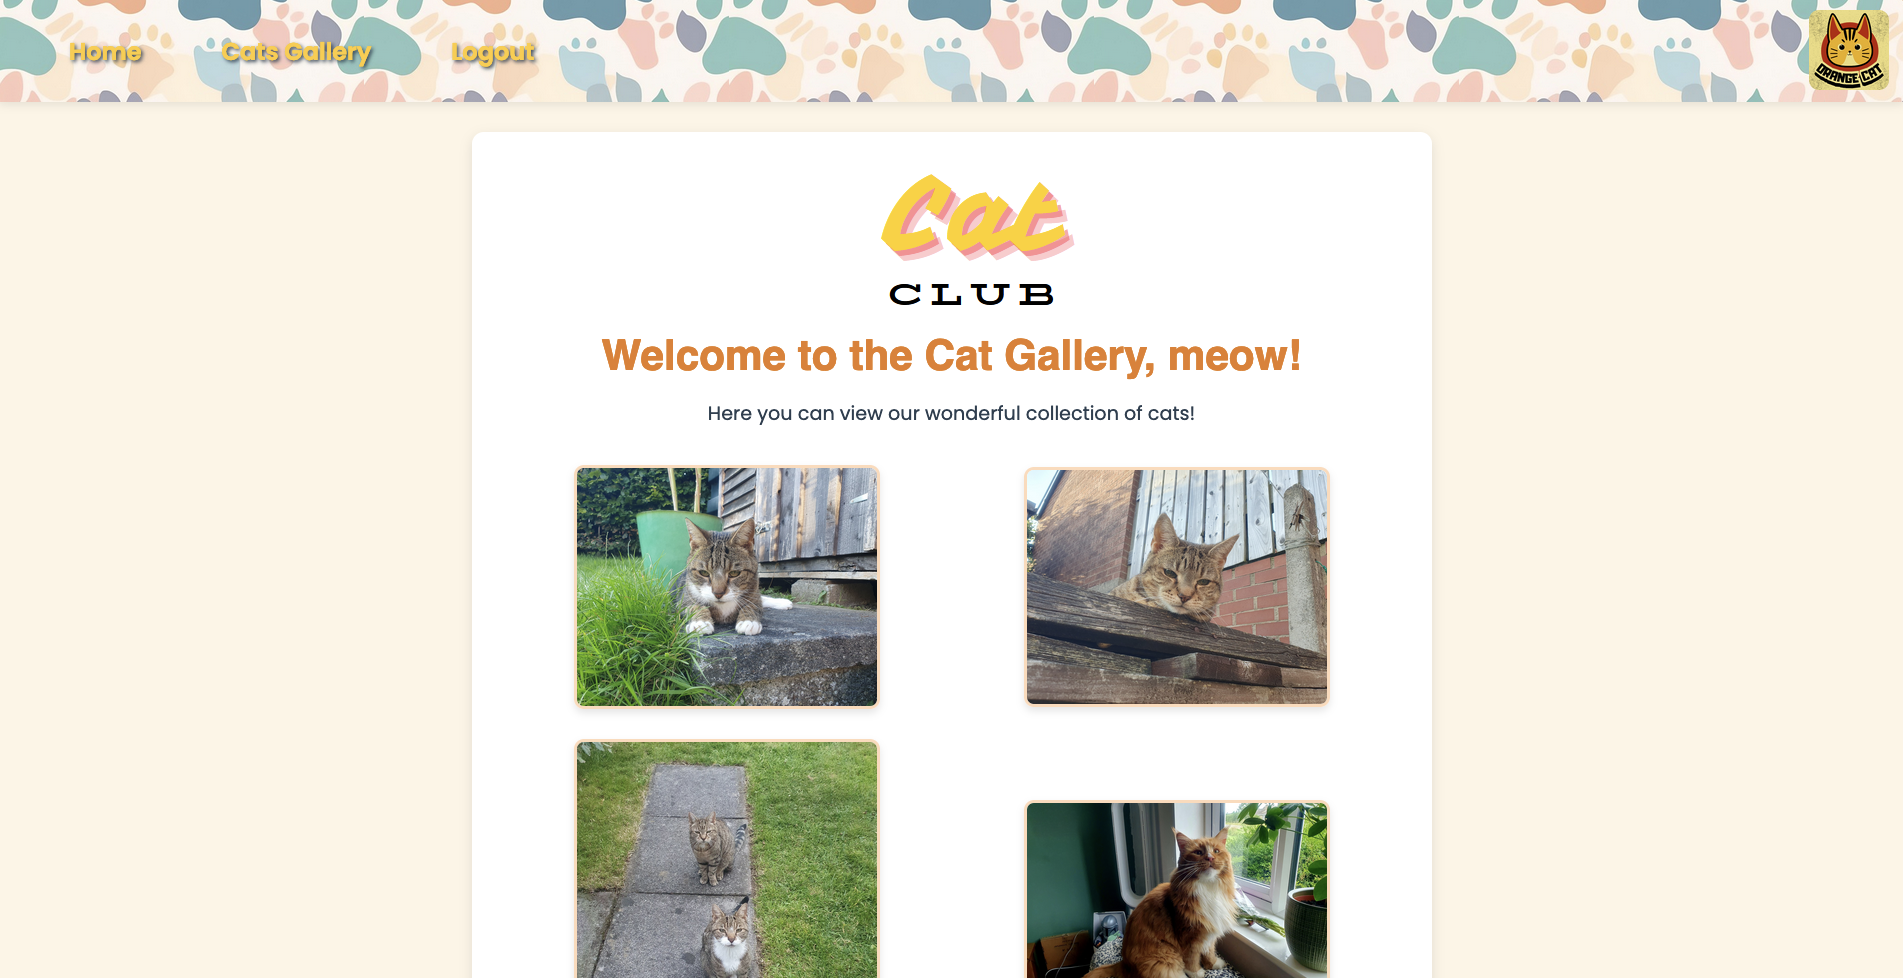 Home
Cats Gallery
Logout
ORANGE CAT
Cat
CLUB
Welcome to the Cat Gallery, meow!
Here you can view our wonderful collection of cats!